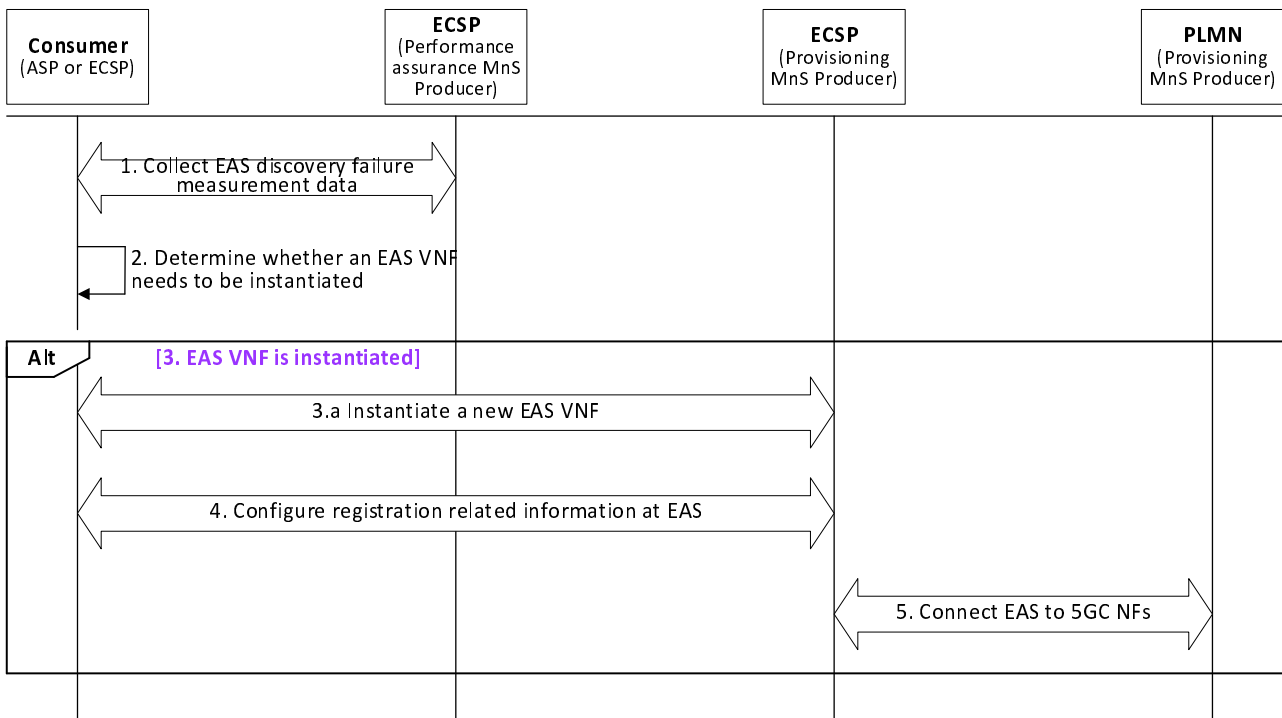 Consumer
(ASP or ECSP)
ECSP
(Performance
assurance MnS
Producer)
ECSP
(Provisioning
MnS Producer)
PLMN
(Provisioning
MnS Producer)
1. Collect EAS discovery failure
measurement data
2. Determine whether an EAS VNF
needs to be instantiated
Alt
[3. EAS VNF is instantiated]
3.a Instantiate a new EAS VNF
4. Configure registration related information at EAS
5. Connect EAS to 5GC NFs